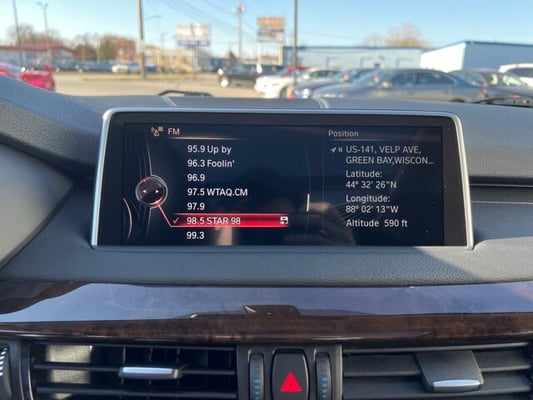 FM
95.9 Up by
96.3 Foolin'
96.9
97.5 WTAQ.CM
97.9
98.5 STAR 98
99.3
Position
N US-141, VELP AVE,
GREEN BAY,WISCON...
Latitude:
44° 32' 26"N
Longitude:
88° 02' 13"W
Altitude 590 ft